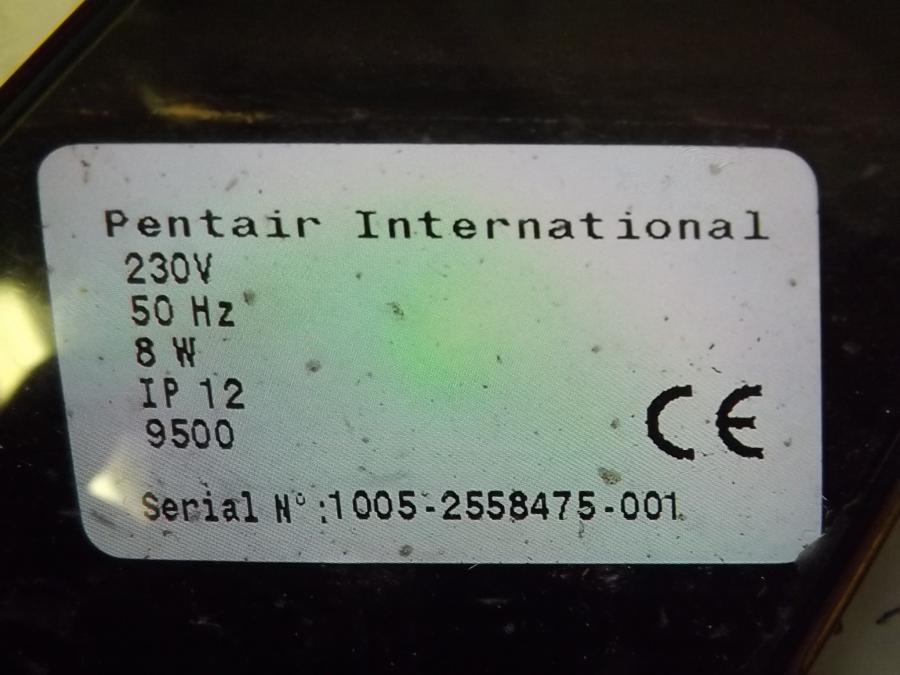 Pentair International
230V
50 Hz
8 W
IP 12
9500
CE
Serial N°:1005-2558475-001